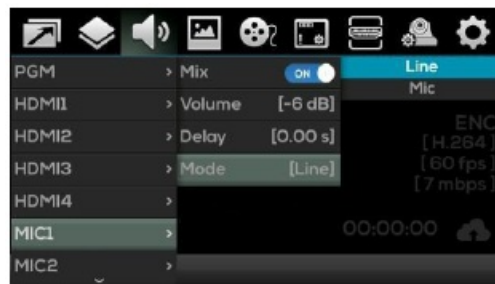 PGM >
HDMI1 >
HDMI2 >
HDMI3 >
HDMI4 >
MIC1 >
MIC2 >
Mix ON
Volume [-6 dB]
Delay [0.00 s]
Mode [Line]
Line
Mic
ENC
[H.264]
[60 fps]
[7 mbps]
00:00:00